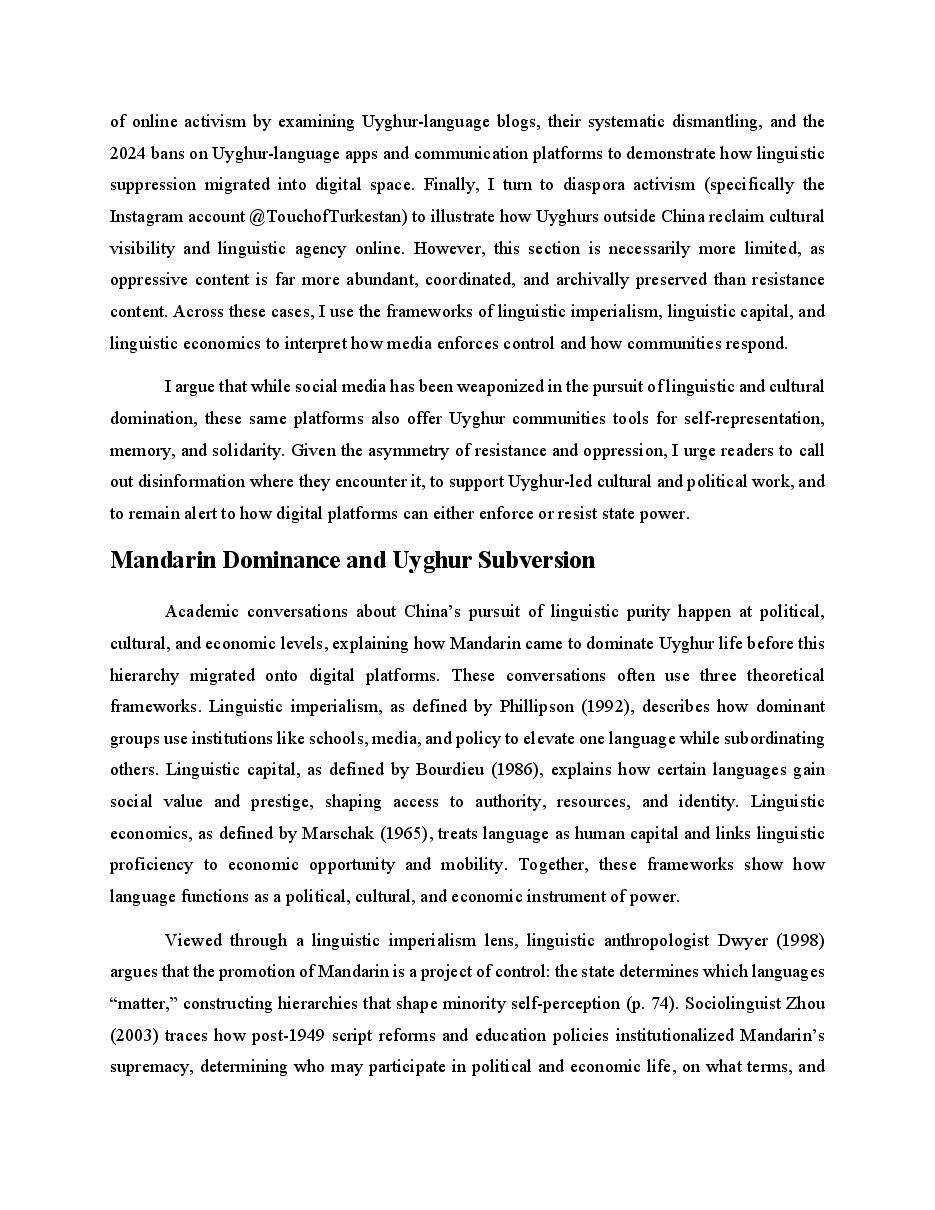 of online activism by examining Uyghur-language blogs, their systematic dismantling, and the
2024 bans on Uyghur-language apps and communication platforms to demonstrate how linguistic
suppression migrated into digital space. Finally, I turn to diaspora activism (specifically the
Instagram account @TouchofTurkestan) to illustrate how Uyghurs outside China reclaim cultural
visibility and linguistic agency online. However, this section is necessarily more limited, as
oppressive content is far more abundant, coordinated, and archivally preserved than resistance
content. Across these cases, I use the frameworks of linguistic imperialism, linguistic capital, and
linguistic economics to interpret how media enforces control and how communities respond.
I argue that while social media has been weaponized in the pursuit of linguistic and cultural
domination, these same platforms also offer Uyghur communities tools for self-representation,
memory, and solidarity. Given the asymmetry of resistance and oppression, I urge readers to call
out disinformation where they encounter it, to support Uyghur-led cultural and political work, and
to remain alert to how digital platforms can either enforce or resist state power.
Mandarin Dominance and Uyghur Subversion
Academic conversations about China’s pursuit of linguistic purity happen at political,
cultural, and economic levels, explaining how Mandarin came to dominate Uyghur life before this
hierarchy migrated onto digital platforms. These conversations often use three theoretical
frameworks. Linguistic imperialism, as defined by Phillipson (1992), describes how dominant
groups use institutions like schools, media, and policy to elevate one language while subordinating
others. Linguistic capital, as defined by Bourdieu (1986), explains how certain languages gain
social value and prestige, shaping access to authority, resources, and identity. Linguistic
economics, as defined by Marschak (1965), treats language as human capital and links linguistic
proficiency to economic opportunity and mobility. Together, these frameworks show how
language functions as a political, cultural, and economic instrument of power.
Viewed through a linguistic imperialism lens, linguistic anthropologist Dwyer (1998)
argues that the promotion of Mandarin is a project of control: the state determines which languages
“matter,” constructing hierarchies that shape minority self-perception (p. 74). Sociolinguist Zhou
(2003) traces how post-1949 script reforms and education policies institutionalized Mandarin’s
supremacy, determining who may participate in political and economic life, on what terms, and